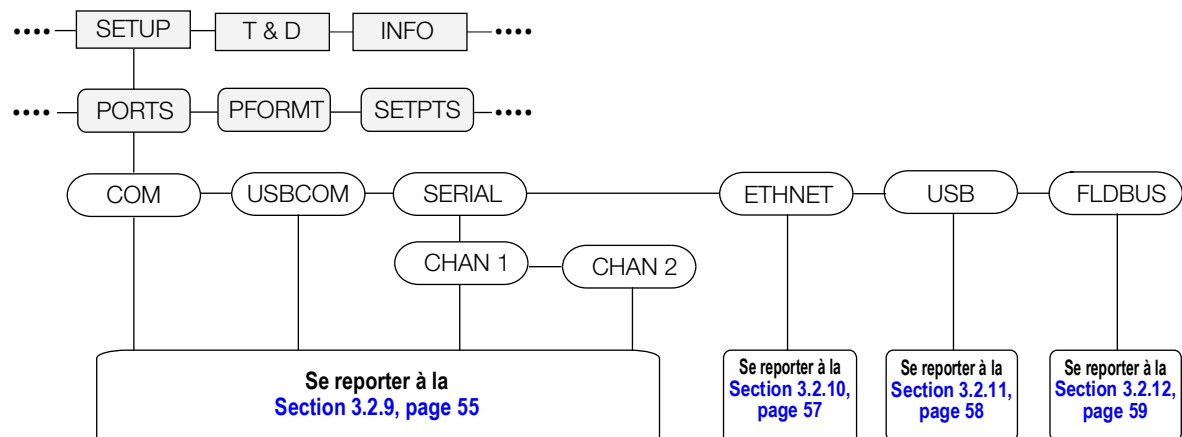 •••• SETUP T & D INFO ••••
•••• PORTS PFORMT SETPTS ••••
COM USBCOM SERIAL ETHNET USB FLDBUS
CHAN 1 CHAN 2
Se reporter à la
Section 3.2.9, page 55
Se reporter à la
Section 3.2.10,
page 57
Se reporter à la
Section 3.2.11,
page 58
Se reporter à la
Section 3.2.12,
page 59